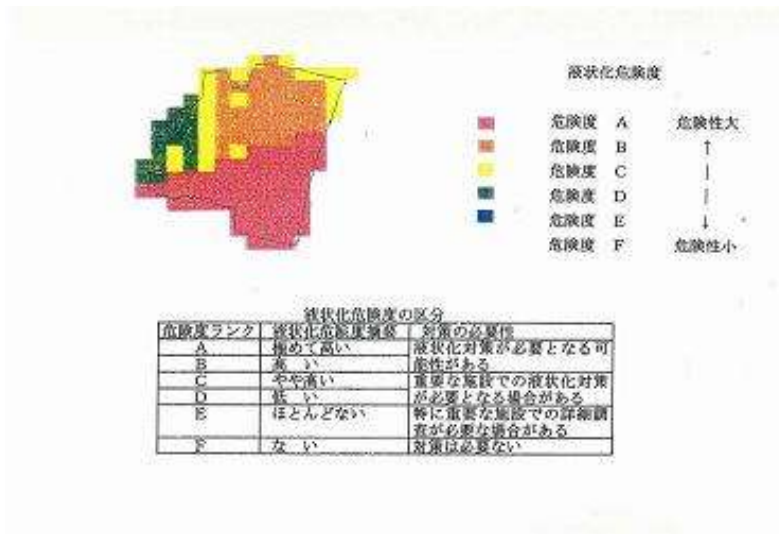 液状化危険度
危険度 A 危険性大
危険度 B ↑
危険度 C |
危険度 D |
危険度 E ↓
危険度 F 危険性小
液状化危険度の区分
危険度ランク 液状化危険度摘要 対策の必要性
A 極めて高い 液状化対策が必要となる可
B 高 い 能性がある
C やや高い 重要な施設での液状化対策
D 低 い が必要となる場合がある
E ほとんどない 特に重要な施設での詳細調
査が必要な場合がある
F な い 対策は必要ない